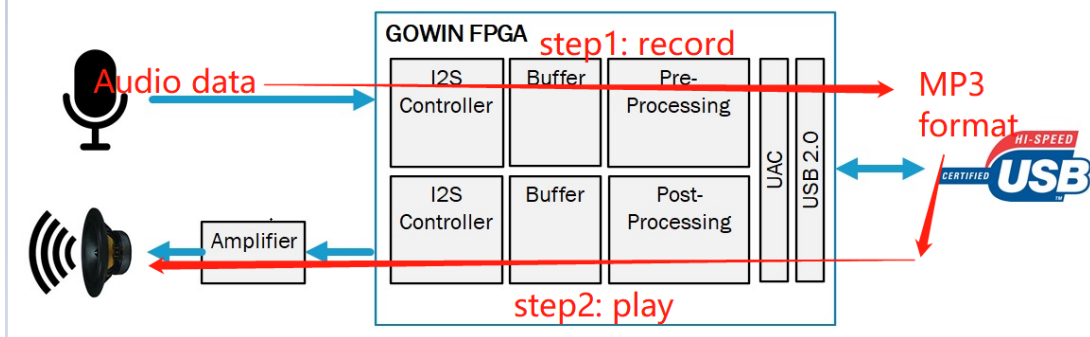 GOWIN FPGA
step1: record
Audio data
I2S
Controller
Buffer
Pre-
Processing
UAC
USB 2.0
MP3
format
HI-SPEED
CERTIFIED
USB
TM
I2S
Controller
Buffer
Post-
Processing
Amplifier
step2: play